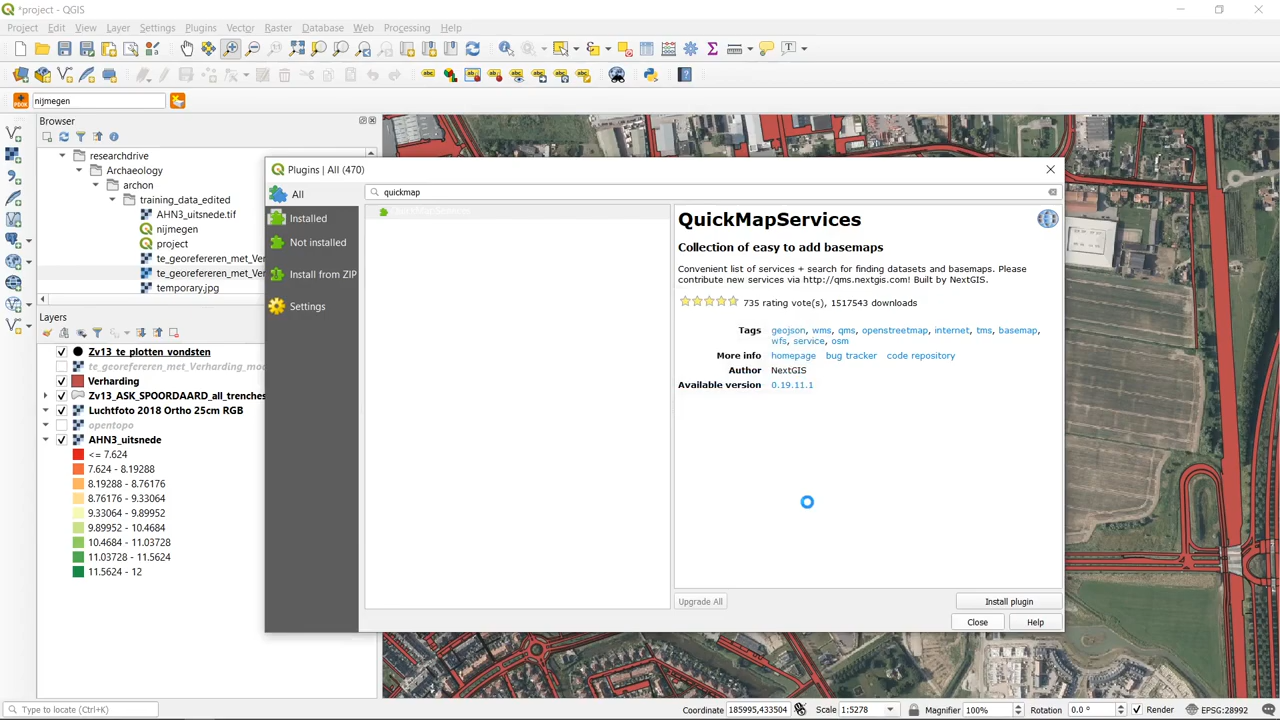 *project - QGIS
Project Edit View Layer Settings Plugins Vector Raster Database Web Processing Help
nijmegen
Browser
researchdrive
Archaeology
archon
training_data_edited
AHN3_uitsnede.tif
nijmegen
project
te_georefereren_met_Ver
te_georefereren_met_Ver
temporary.jpg
Layers
Zv13_te_plotten_vondsten
te_georefereren_met_Verharding_mod
Verharding
Zv13_ASK_SPOORDAARD_all_trenches
Luchtfoto 2018 Ortho 25cm RGB
opentopo
AHN3_uitsnede
<= 7.624
7.624 - 8.19288
8.19288 - 8.76176
8.76176 - 9.33064
9.33064 - 9.89952
9.89952 - 10.4684
10.4684 - 11.03728
11.03728 - 11.5624
11.5624 - 12
Plugins | All (470)
All
Installed
Not installed
Install from ZIP
Settings
quickmap
QuickMapServices
QuickMapServices
Collection of easy to add basemaps
Convenient list of services + search for finding datasets and basemaps. Please
contribute new services via http://qms.nextgis.com! Built by NextGIS.
735 rating vote(s), 1517543 downloads
Tags geojson, wms, qms, openstreetmap, internet, tms, basemap,
wfs, service, osm
More info homepage bug tracker code repository
Author NextGIS
Available version 0.19.11.1
Upgrade All Install plugin
Close Help
Type to locate (Ctrl+K) Coordinate 185995,433504 Scale 1:5278 Magnifier 100% Rotation 0.0 ° Render EPSG:28992